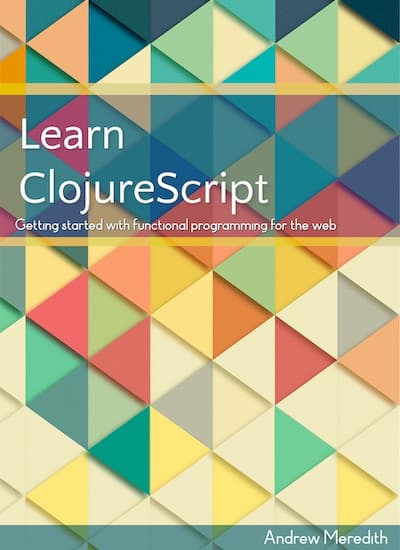 Learn
ClojureScript
Getting started with functional programming for the web
Andrew Meredith